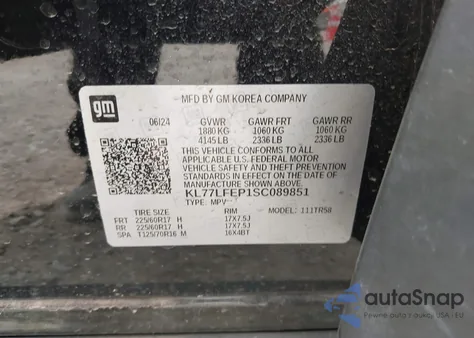 MFD BY GM KOREA COMPANY
gm
06/24 GVWR GAWR FRT GAWR RR
1880 KG 1060 KG 1060 KG
4145 LB 2336 LB 2336 LB
THIS VEHICLE CONFORMS TO ALL
APPLICABLE U.S. FEDERAL MOTOR
VEHICLE SAFETY AND THEFT PREVENTION
STANDARDS IN EFFECT ON THE DATE OF
MANUFACTURE SHOWN ABOVE.
KL77LFEP1SC089851
TYPE: MPV MODEL: 1J1TR58
TIRE SIZE RIM
FRT 225/60R17 H 17X7.5J
RR 225/60R17 H 17X7.5J
SPA T125/70R16 M 16X4BT
autoSnap